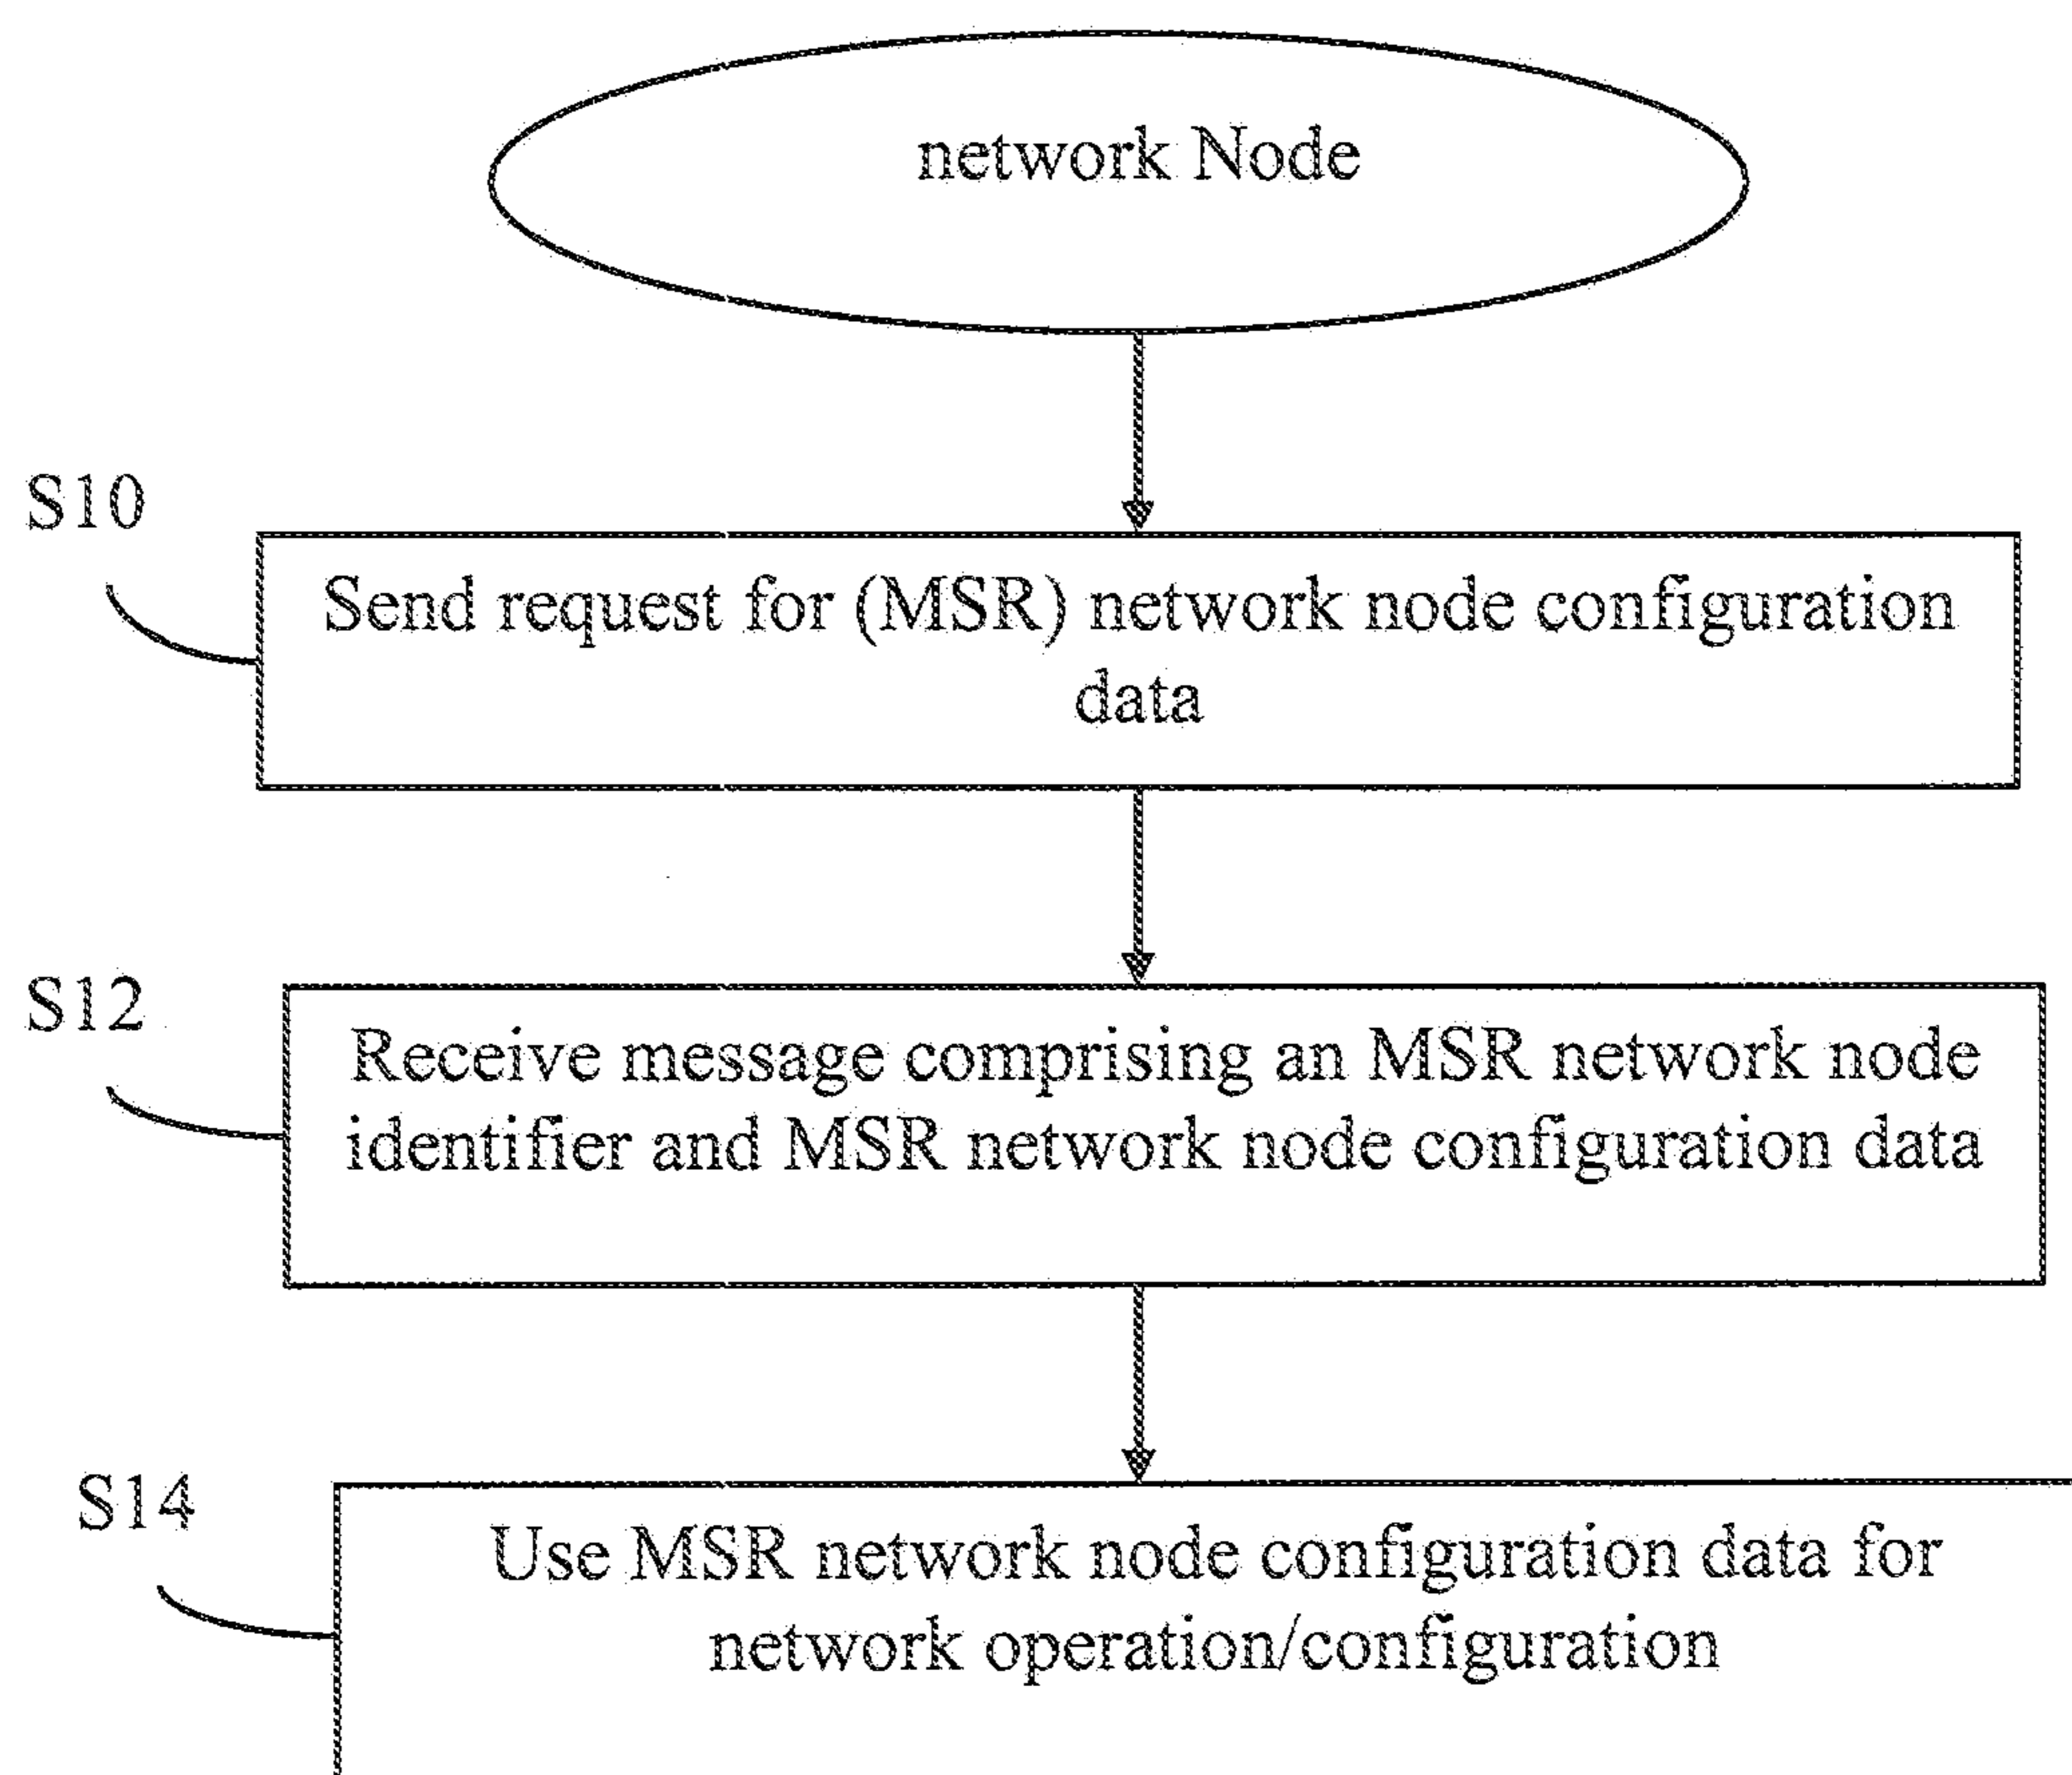 network Node
S10
Send request for (MSR) network node configuration
data
S12
Receive message comprising an MSR network node
identifier and MSR network node configuration data
S14
Use MSR network node configuration data for
network operation/configuration